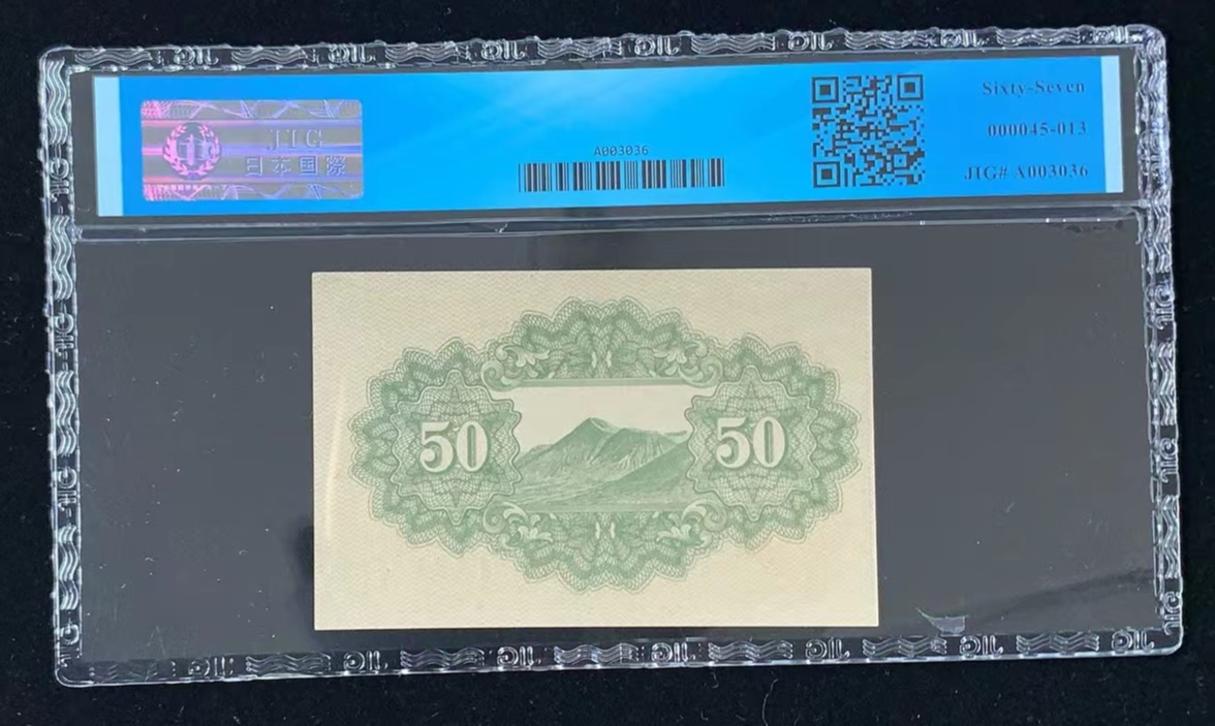 JIG
日本国際
A003036
Sixty-Seven
000045-013
JIG# A003036
50 50